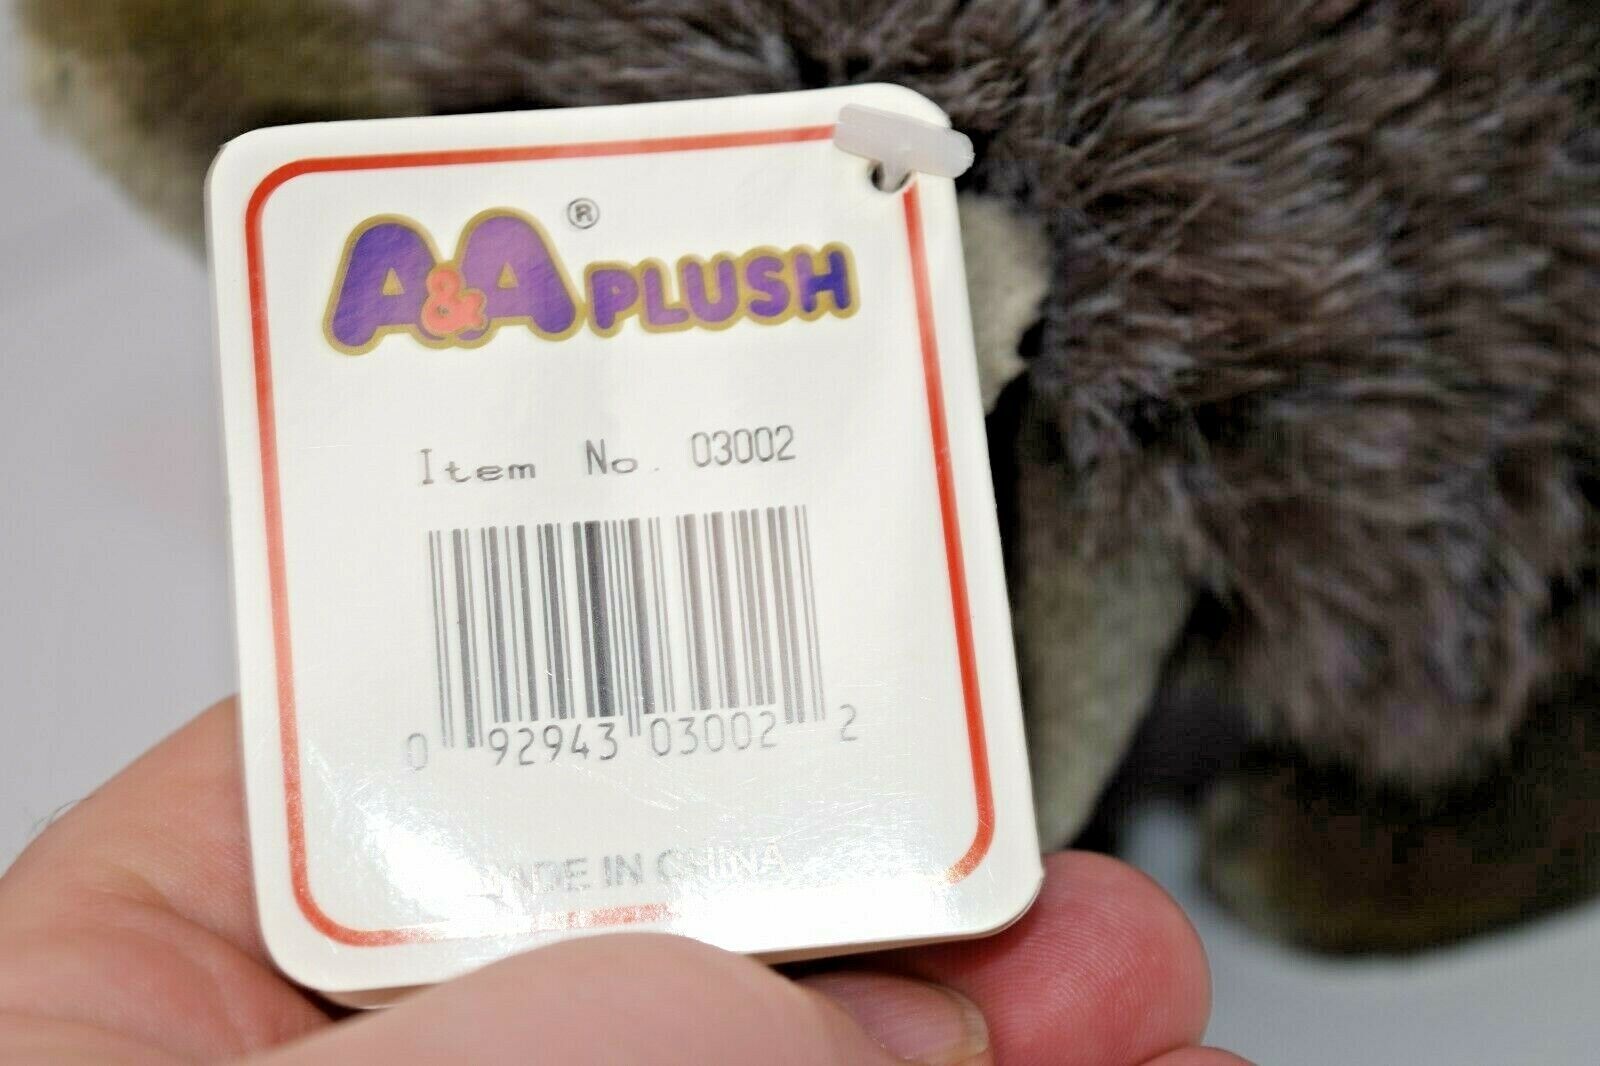 A&A® PLUSH
Item No. 03002
0 92943 03002 2
MADE IN CHINA